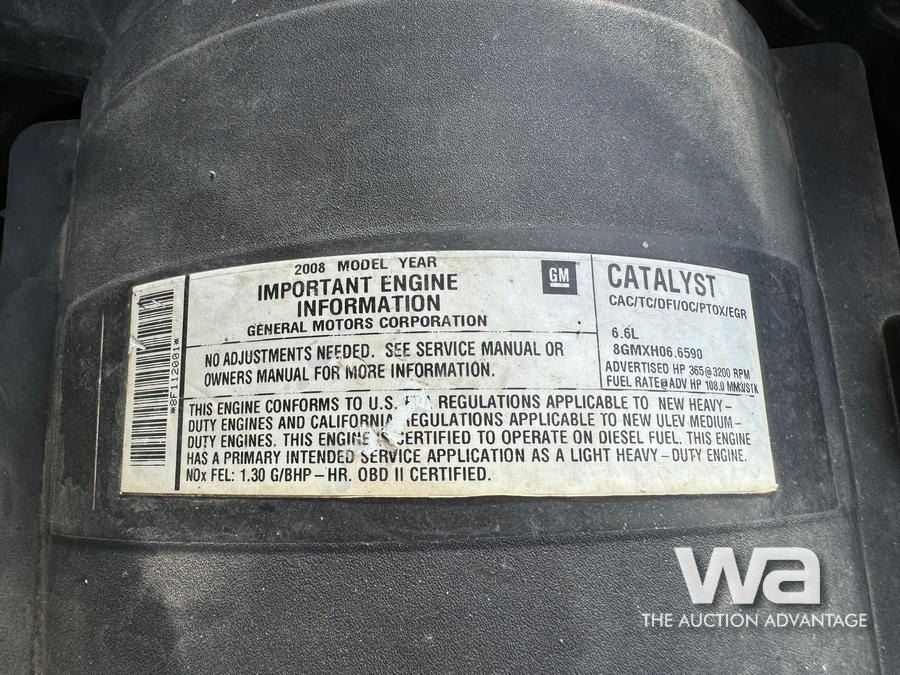 2008 MODEL YEAR
IMPORTANT ENGINE
INFORMATION
GENERAL MOTORS CORPORATION
GM
CATALYST
CAC/TC/DFI/OC/PTOX/EGR
6.6L
8GMXH06.6590
ADVERTISED HP 365@3200 RPM
FUEL RATE@ADV HP 108.0 MM3/STK
NO ADJUSTMENTS NEEDED. SEE SERVICE MANUAL OR
OWNERS MANUAL FOR MORE INFORMATION.
THIS ENGINE CONFORMS TO U.S. REGULATIONS APPLICABLE TO NEW HEAVY-
DUTY ENGINES AND CALIFORNIA REGULATIONS APPLICABLE TO NEW ULEV MEDIUM-
DUTY ENGINES. THIS ENGINE IS CERTIFIED TO OPERATE ON DIESEL FUEL. THIS ENGINE
HAS A PRIMARY INTENDED SERVICE APPLICATION AS A LIGHT HEAVY-DUTY ENGINE.
NOx FEL: 1.30 G/BHP-HR. OBD II CERTIFIED.
*8F112001*
wa
THE AUCTION ADVANTAGE